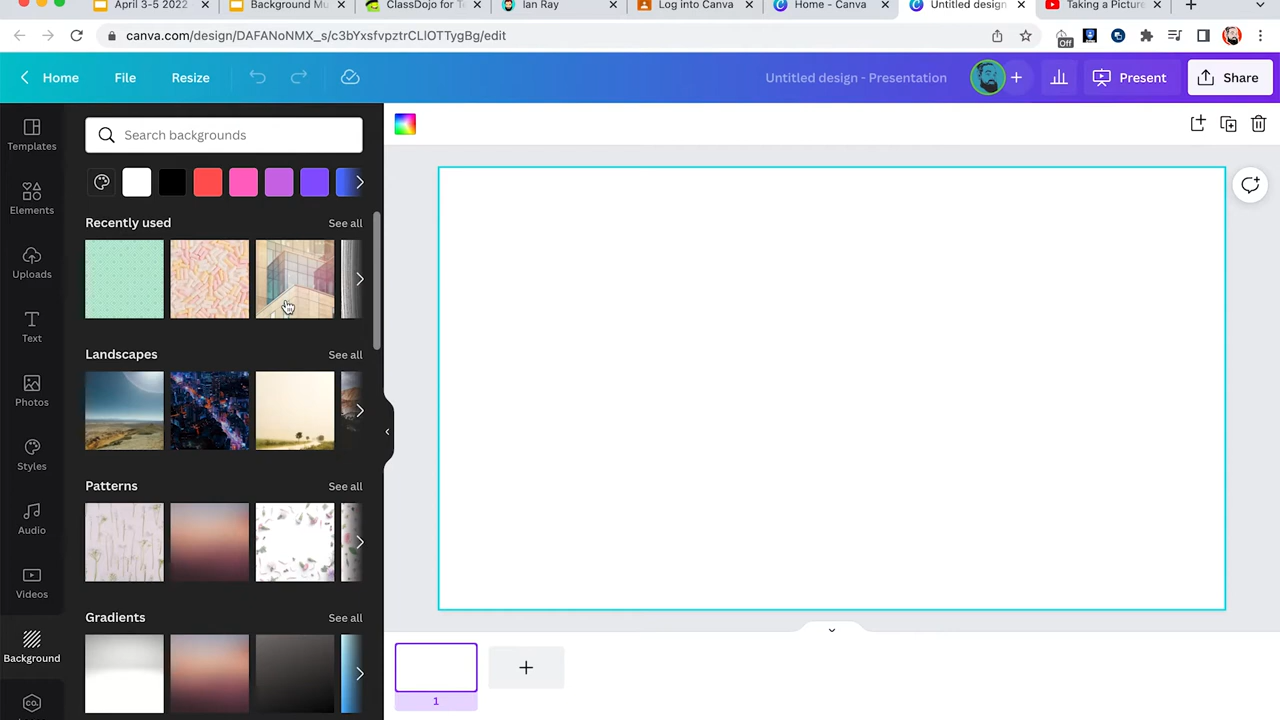 April 3-5 2022
Background Mu
ClassDojo for Te
Ian Ray
Log into Canva
Home - Canva
Untitled design
Taking a Picture
canva.com/design/DAFANoNMX_s/c3bYxsfvpztrCLlOTTygBg/edit
Off
Home
File
Resize
Untitled design - Presentation
Present
Share
Templates
Elements
Uploads
Text
Photos
Styles
Audio
Videos
Background
co.
Search backgrounds
Recently used
See all
Landscapes
See all
Patterns
See all
Gradients
See all
1